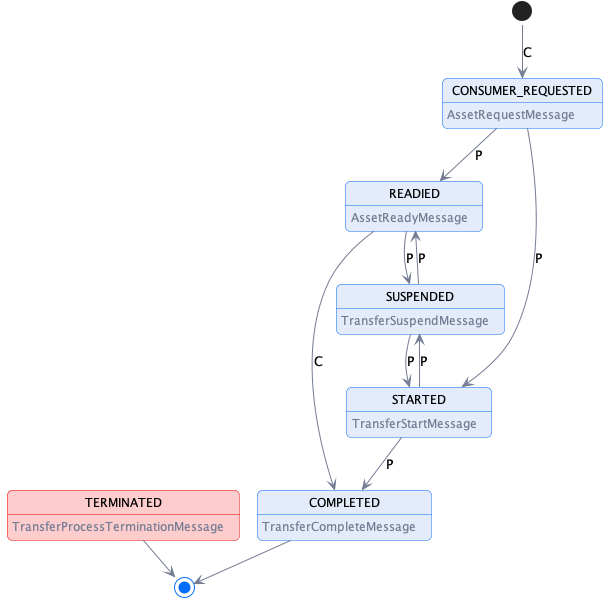 C
CONSUMER_REQUESTED
AssetRequestMessage
P
READIED
AssetReadyMessage
P
P
P
SUSPENDED
TransferSuspendMessage
C
P
P
STARTED
TransferStartMessage
P
TERMINATED
TransferProcessTerminationMessage
COMPLETED
TransferCompleteMessage